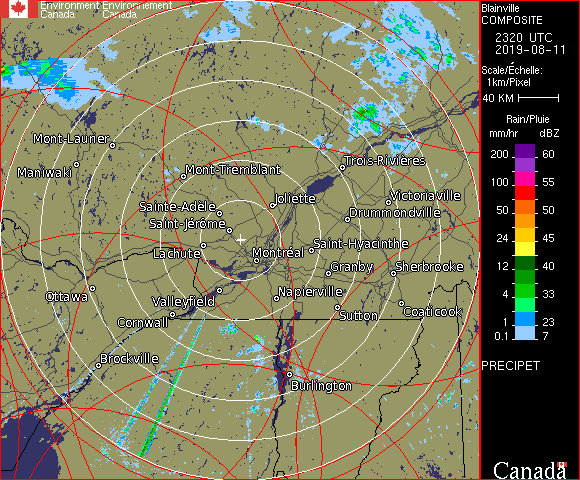 Environment Environnement
Canada Canada
Blainville
COMPOSITE
2320 UTC
2019-08-11
Scale/Échelle:
1km/Pixel
40 KM
Rain/Pluie
mm/hr dBZ
200 60
100 55
50 50
24 45
12 40
4 33
1 23
0.1 7
PRECIPET
Canada
Mont-Laurier
Maniwaki
Mont-Tremblant
Trois-Rivières
Sainte-Adèle
Joliette
Victoriaville
Saint-Jérôme
Drummondville
Lachute
Montréal
Saint-Hyacinthe
Granby
Sherbrooke
Ottawa
Valleyfield
Napierville
Cornwall
Sutton
Coaticook
Brockville
Burlington